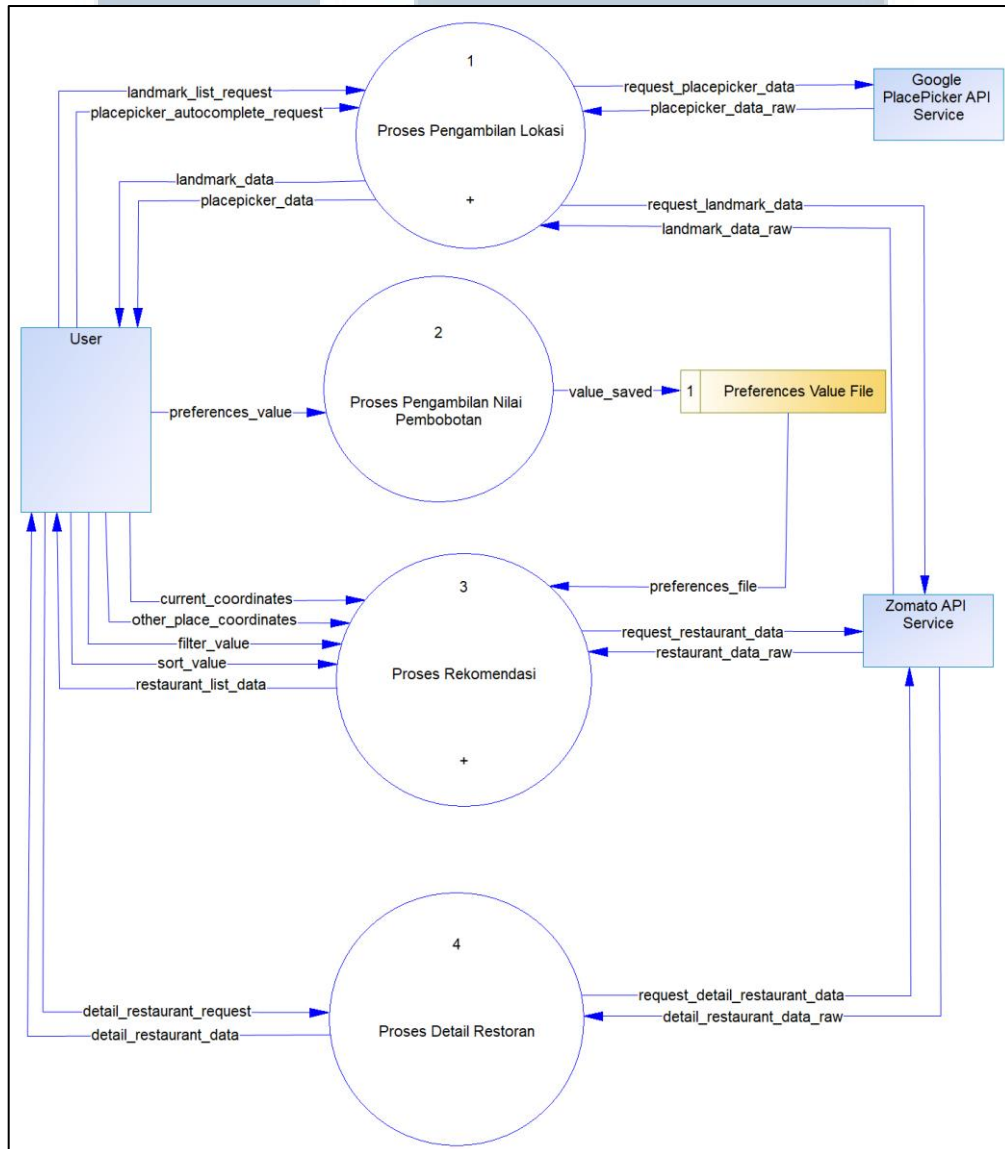 1
landmark_list_request
placepicker_autocomplete_request
Proses Pengambilan Lokasi
landmark_data
placepicker_data
+
request_placepicker_data
placepicker_data_raw
Google
PlacePicker API
Service
request_landmark_data
landmark_data_raw
User
2
Proses Pengambilan Nilai
Pembobotan
preferences_value
value_saved
1
Preferences Value File
preferences_file
3
current_coordinates
other_place_coordinates
filter_value
sort_value
restaurant_list_data
Proses Rekomendasi
+
request_restaurant_data
restaurant_data_raw
Zomato API
Service
4
detail_restaurant_request
detail_restaurant_data
Proses Detail Restoran
request_detail_restaurant_data
detail_restaurant_data_raw